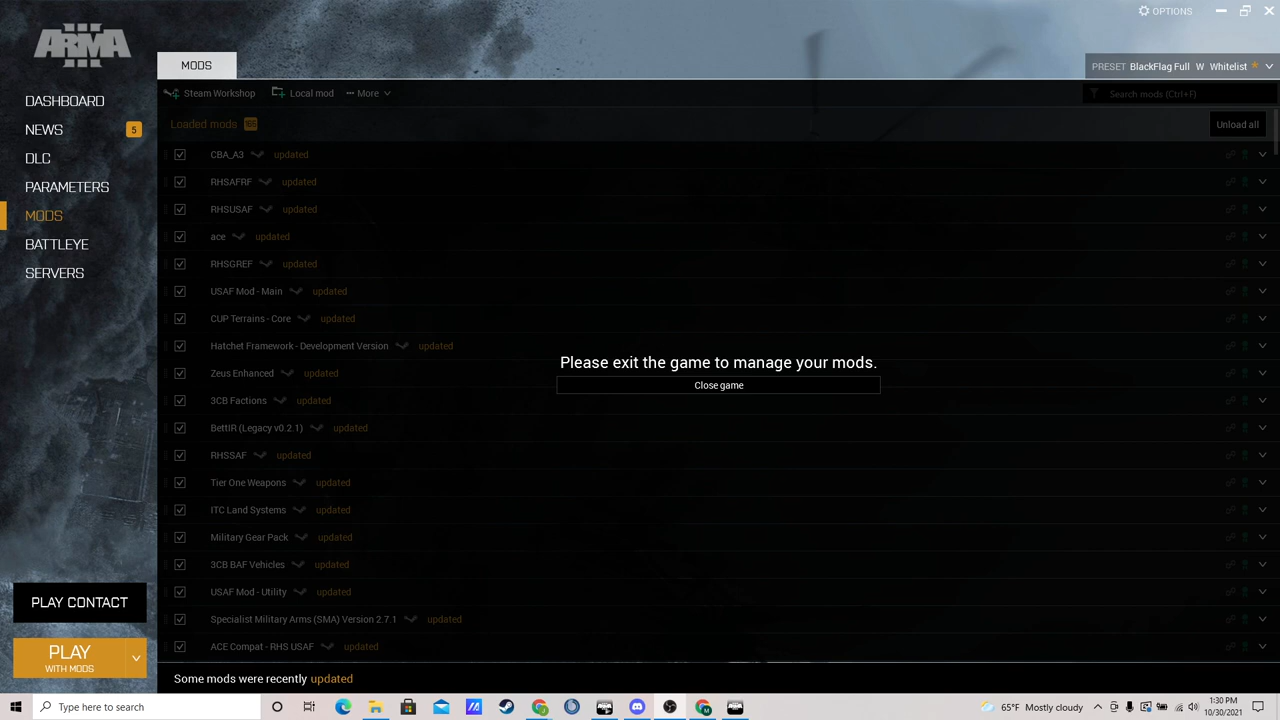 OPTIONS
ARMA III
MODS
PRESET BlackFlag Full W Whitelist
DASHBOARD
NEWS 5
DLC
PARAMETERS
MODS
BATTLEYE
SERVERS
Steam Workshop Local mod ••• More
Search mods (Ctrl+F)
Loaded mods
Unload all
CBA_A3 updated
RHSAFRF updated
RHSUSAF updated
ace updated
RHSGREF updated
USAF Mod - Main updated
CUP Terrains - Core updated
Hatchet Framework - Development Version updated
Zeus Enhanced updated
3CB Factions updated
BettIR (Legacy v0.2.1) updated
RHSSAF updated
Tier One Weapons updated
ITC Land Systems updated
Military Gear Pack updated
3CB BAF Vehicles updated
USAF Mod - Utility updated
Specialist Military Arms (SMA) Version 2.7.1 updated
ACE Compat - RHS USAF updated
Please exit the game to manage your mods.
Close game
PLAY CONTACT
PLAY
WITH MODS
Some mods were recently updated
Type here to search
65°F Mostly cloudy
1:30 PM
10/30/2021